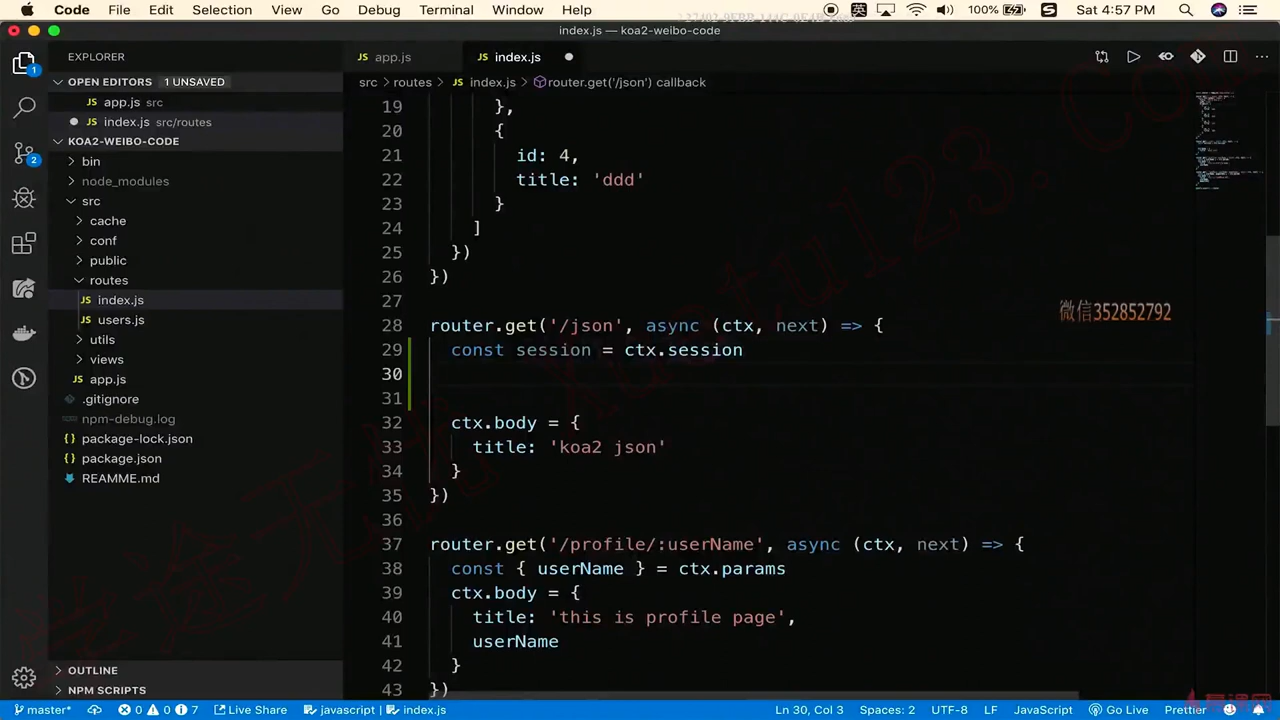 Code File Edit Selection View Go Debug Terminal Window Help 英 100% Sat 4:57 PM
index.js — koa2-weibo-code
EXPLORER
OPEN EDITORS 1 UNSAVED
app.js src
index.js src/routes
KOA2-WEIBO-CODE
bin
node_modules
src
cache
conf
public
routes
index.js
users.js
utils
views
app.js
.gitignore
npm-debug.log
package-lock.json
package.json
REAMME.md
OUTLINE
NPM SCRIPTS
1
2
JS app.js JS index.js
src > routes > JS index.js > router.get('/json') callback
19 },
20 {
21 id: 4,
22 title: 'ddd'
23 }
24 ]
25 })
26 })
27
28 router.get('/json', async (ctx, next) => {
29 const session = ctx.session
30
31
32 ctx.body = {
33 title: 'koa2 json'
34 }
35 })
36
37 router.get('/profile/:userName', async (ctx, next) => {
38 const { userName } = ctx.params
39 ctx.body = {
40 title: 'this is profile page',
41 userName
42 }
43 })
微信352852792
master* 0 0 7 Live Share javascript index.js Ln 30, Col 3 Spaces: 2 UTF-8 LF JavaScript Go Live Prettier